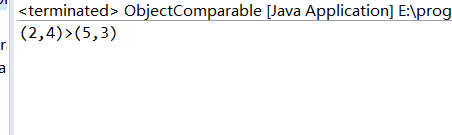 <terminated> ObjectComparable [Java Application] E:\prog
(2,4)>(5,3)